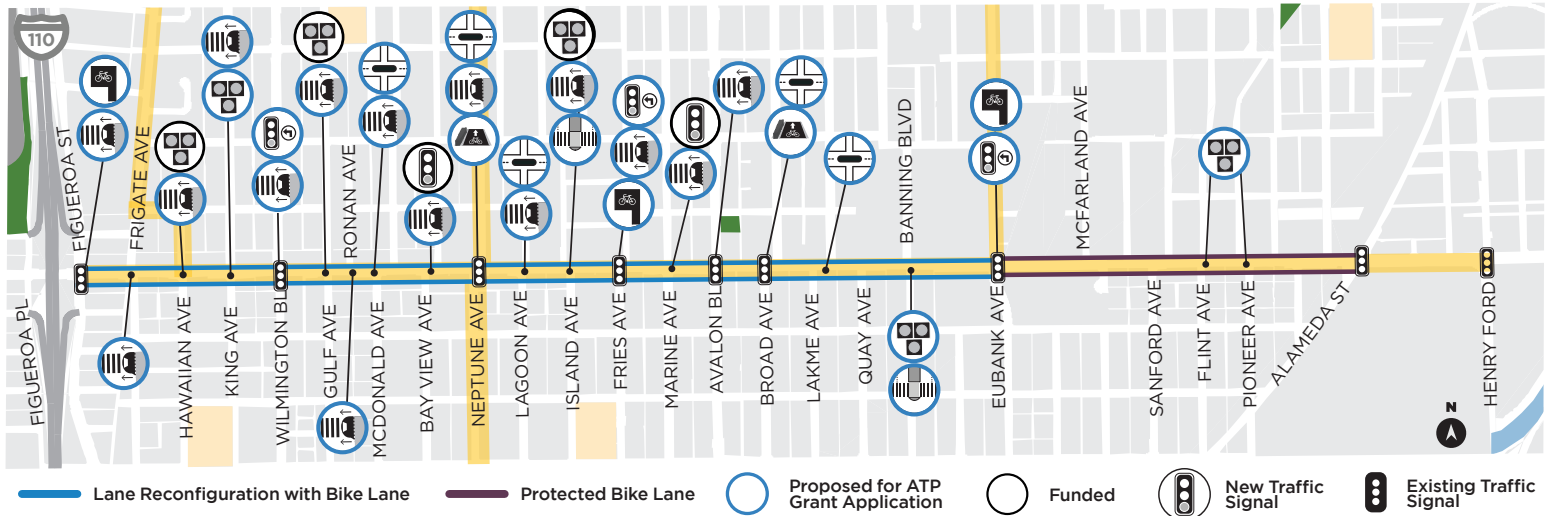 110
FIGUEROA ST
FRIGATE AVE
RONAN AVE
BANNING BLVD
MCFARLAND AVE
FIGUEROA PL
HAWAIIAN AVE
KING AVE
WILMINGTON BL
GULF AVE
MCDONALD AVE
BAY VIEW AVE
NEPTUNE AVE
LAGOON AVE
ISLAND AVE
FRIES AVE
MARINE AVE
AVALON BL
BROAD AVE
LAKME AVE
QUAY AVE
EUBANK AVE
SANFORD AVE
FLINT AVE
PIONEER AVE
ALAMEDA ST
HENRY FORD
N
Lane Reconfiguration with Bike Lane
Protected Bike Lane
Proposed for ATP
Grant Application
Funded
New Traffic
Signal
Existing Traffic
Signal